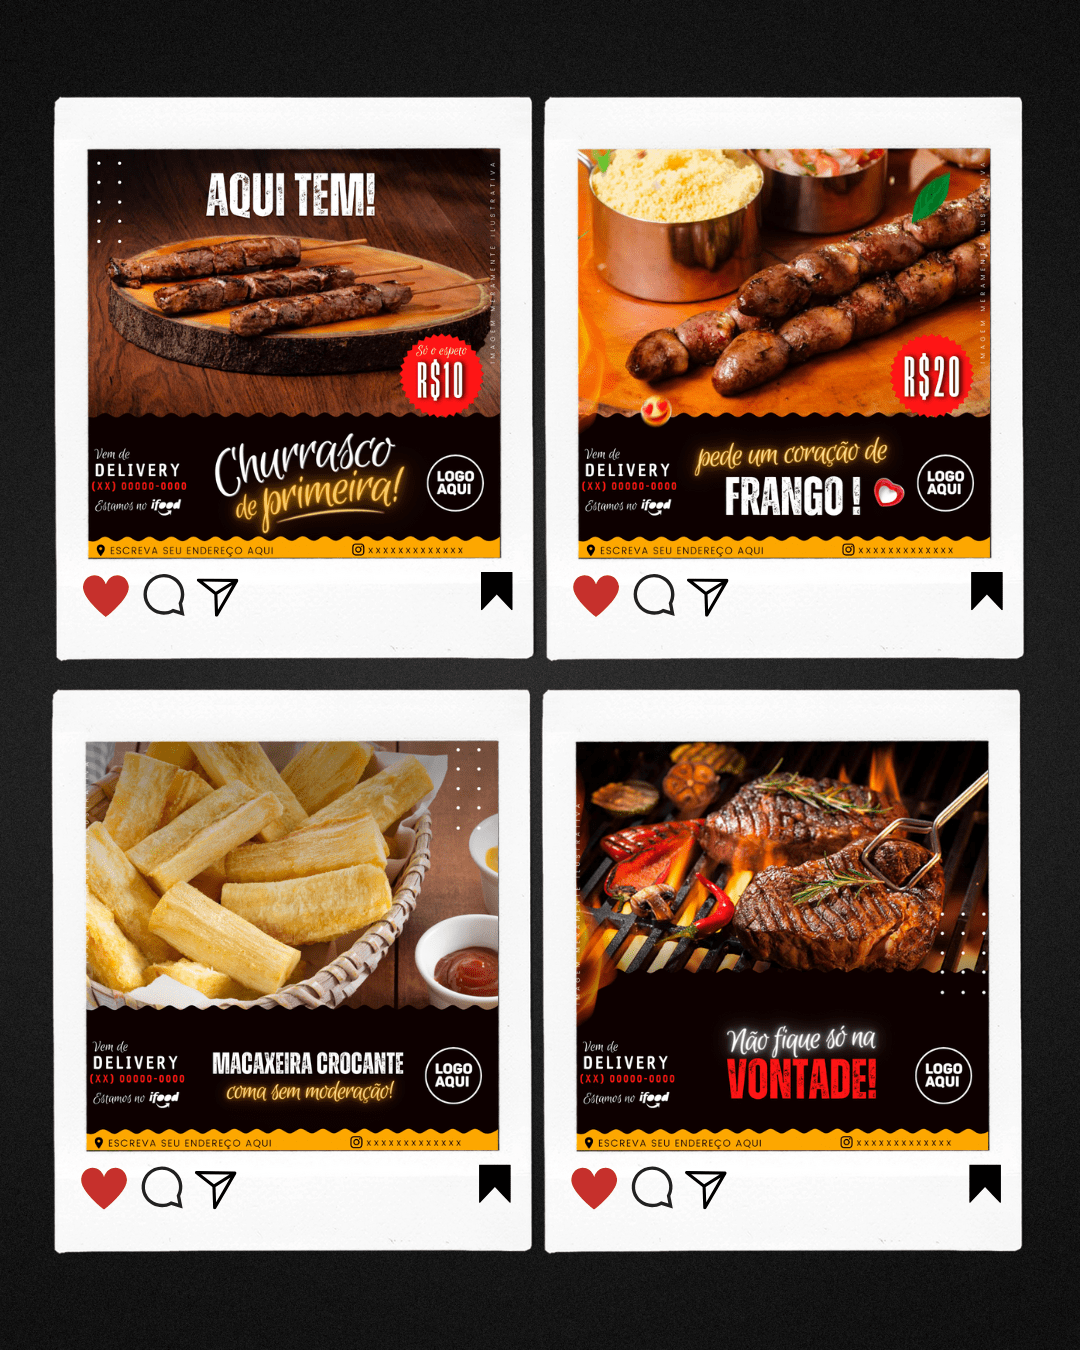 AQUI TEM!
IMAGEM MERAMENTE ILUSTRATIVA
Só o espeto
R$10
Vem de
DELIVERY
(XX) 00000-0000
Estamos no ifood
Churrasco
de primeira!
LOGO
AQUI
ESCREVA SEU ENDEREÇO AQUI
XXXXXXXXXXXXX
IMAGEM MERAMENTE ILUSTRATIVA
R$20
Vem de
DELIVERY
(XX) 00000-0000
Estamos no ifood
pede um coração de
FRANGO!
LOGO
AQUI
ESCREVA SEU ENDEREÇO AQUI
XXXXXXXXXXXXX
Vem de
DELIVERY
(XX) 00000-0000
Estamos no ifood
MACAXEIRA CROCANTE
coma sem moderação!
LOGO
AQUI
ESCREVA SEU ENDEREÇO AQUI
XXXXXXXXXXXXX
IMAGEM MERAMENTE ILUSTRATIVA
Vem de
DELIVERY
(XX) 00000-0000
Estamos no ifood
Não fique só na
VONTADE!
LOGO
AQUI
ESCREVA SEU ENDEREÇO AQUI
XXXXXXXXXXXXX